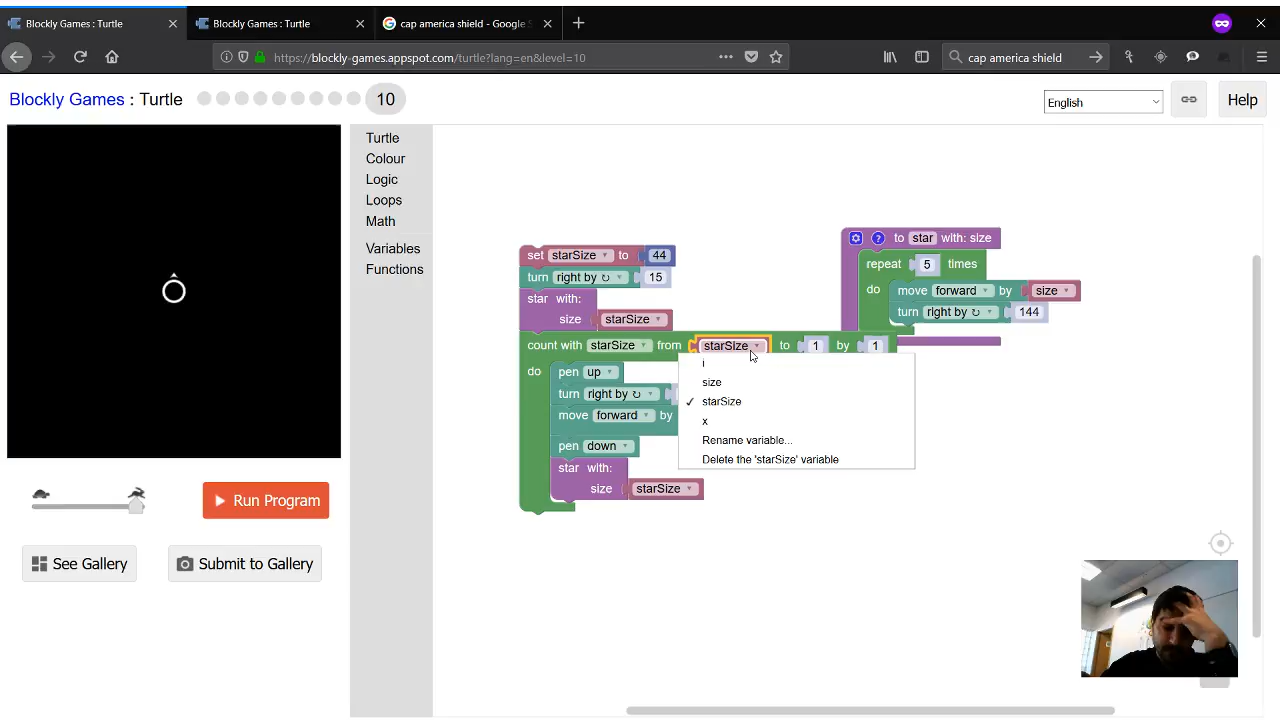 Blockly Games : Turtle
Blockly Games : Turtle
cap america shield - Google S
https://blockly-games.appspot.com/turtle?lang=en&level=10
cap america shield
Blockly Games : Turtle
10
English
Help
Turtle
Colour
Logic
Loops
Math
Variables
Functions
set starSize to 44
turn right by ↻ 15
star with:
size starSize
count with starSize from starSize to 1 by 1
do pen up
turn right by ↻
move forward by
pen down
star with:
size starSize
i
size
✓ starSize
x
Rename variable...
Delete the 'starSize' variable
? to star with: size
repeat 5 times
do move forward by size
turn right by ↻ 144
Run Program
See Gallery
Submit to Gallery